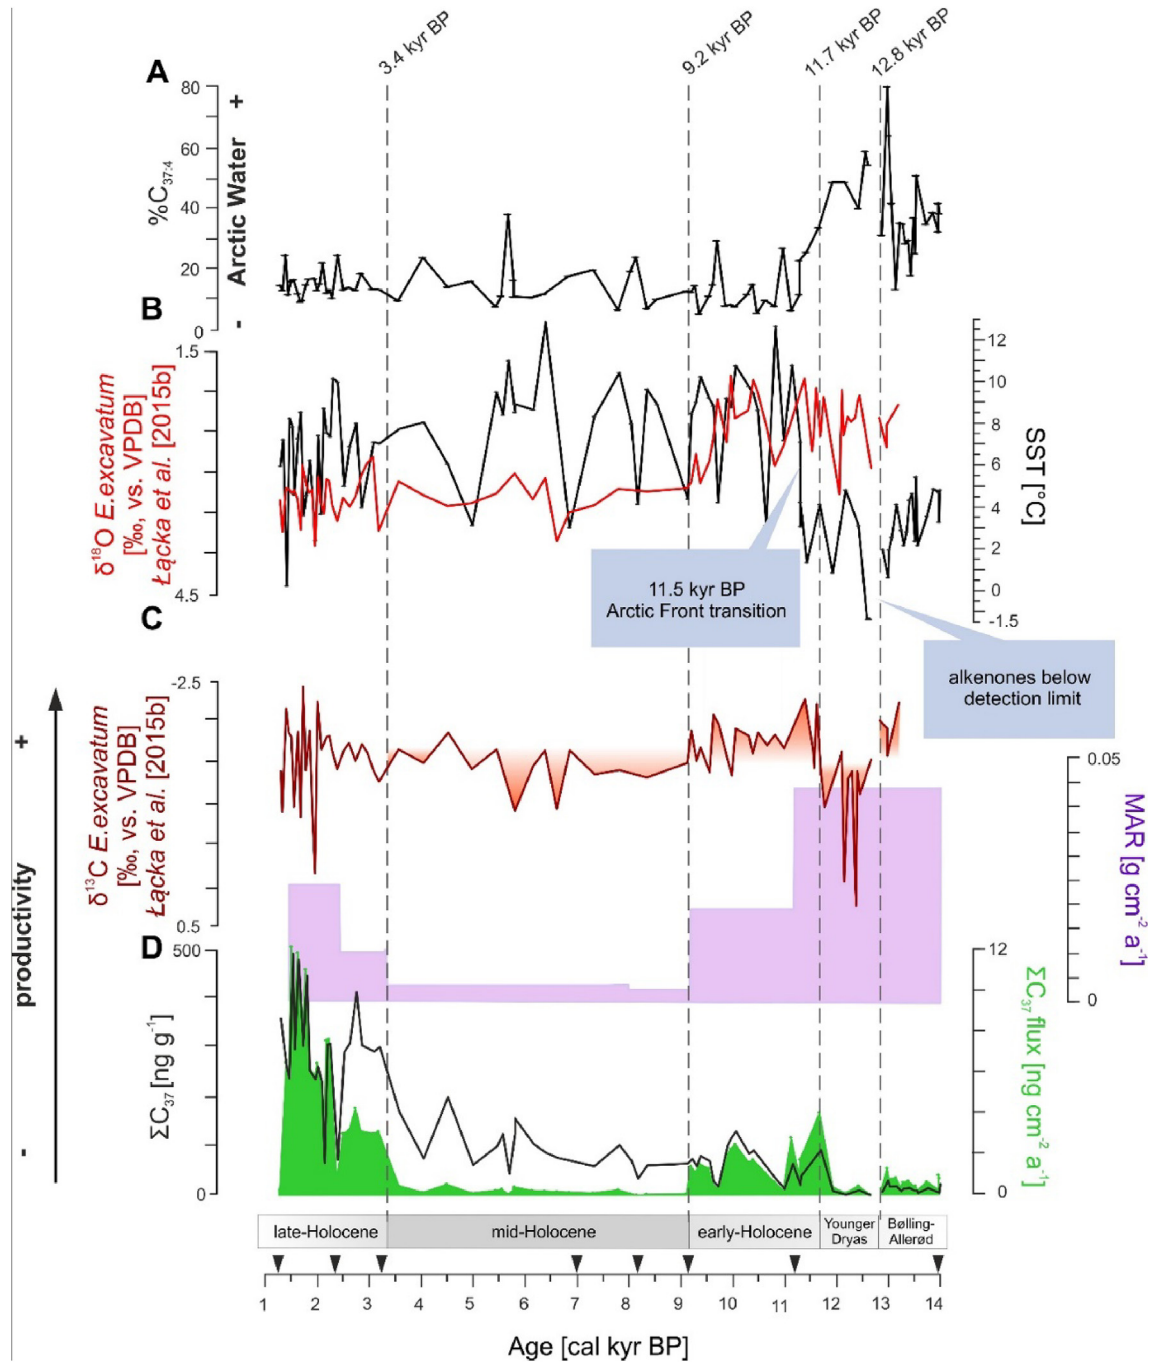 3.4 kyr BP
9.2 kyr BP
11.7 kyr BP
12.8 kyr BP
A
80
60
40
20
0
%C37:4
- Arctic Water +
B
1.5
4.5
δ18O E.excavatum
[‰, vs. VPDB]
Łącka et al. [2015b]
12
10
8
6
4
2
0
-1.5
SST [°C]
11.5 kyr BP
Arctic Front transition
alkenones below
detection limit
C
-2.5
0.5
δ13C E.excavatum
[‰, vs. VPDB]
Łącka et al. [2015b]
0.05
0
MAR [g cm-2 a-1]
- productivity +
D
500
0
ΣC37 [ng g-1]
12
0
ΣC37 flux [ng cm-2 a-1]
late-Holocene
mid-Holocene
early-Holocene
Younger
Dryas
Bølling-
Allerød
1 2 3 4 5 6 7 8 9 10 11 12 13 14
Age [cal kyr BP]